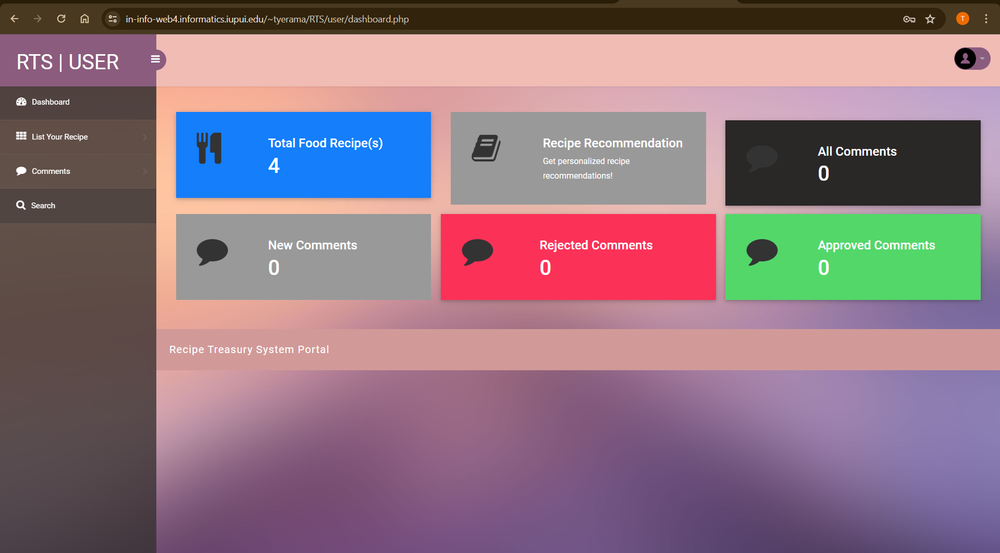 in-info-web4.informatics.iupui.edu/~tyerama/RTS/user/dashboard.php
T
RTS | USER
Dashboard
List Your Recipe
Comments
Search
Total Food Recipe(s)
4
Recipe Recommendation
Get personalized recipe
recommendations!
All Comments
0
New Comments
0
Rejected Comments
0
Approved Comments
0
Recipe Treasury System Portal